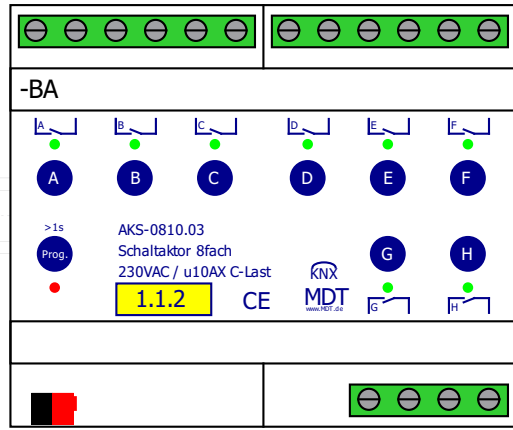 -BA
A B C D E F
A B C D E F
>1s
Prog.
AKS-0810.03
Schaltaktor 8fach
230VAC / u10AX C-Last
1.1.2
CE
KNX
MDT
www.MDT.de
G H
G H